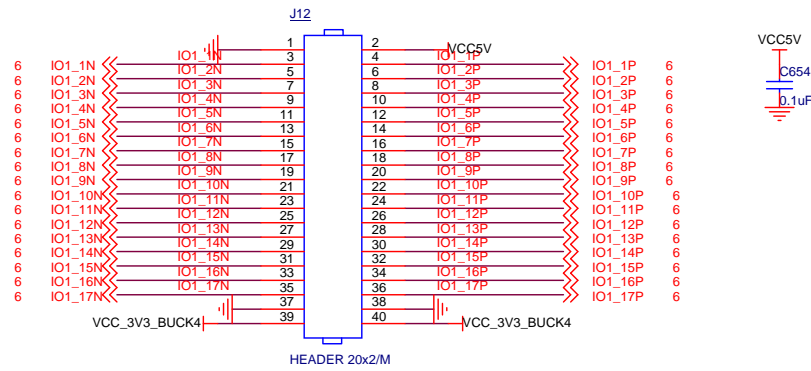 J12
1 2 VCC5V VCC5V
IO1_1N 3 4 IO1_1P
6 IO1_1N IO1_1P 6
IO1_2N 5 6 IO1_2P C654
6 IO1_2N IO1_2P 6
IO1_3N 7 8 IO1_3P
6 IO1_3N IO1_3P 6 0.1uF
IO1_4N 9 10 IO1_4P
6 IO1_4N IO1_4P 6
IO1_5N 11 12 IO1_5P
6 IO1_5N IO1_5P 6
IO1_6N 13 14 IO1_6P
6 IO1_6N IO1_6P 6
IO1_7N 15 16 IO1_7P
6 IO1_7N IO1_7P 6
IO1_8N 17 18 IO1_8P
6 IO1_8N IO1_8P 6
IO1_9N 19 20 IO1_9P
6 IO1_9N IO1_9P 6
IO1_10N 21 22 IO1_10P
6 IO1_10N IO1_10P 6
IO1_11N 23 24 IO1_11P
6 IO1_11N IO1_11P 6
IO1_12N 25 26 IO1_12P
6 IO1_12N IO1_12P 6
IO1_13N 27 28 IO1_13P
6 IO1_13N IO1_13P 6
IO1_14N 29 30 IO1_14P
6 IO1_14N IO1_14P 6
IO1_15N 31 32 IO1_15P
6 IO1_15N IO1_15P 6
IO1_16N 33 34 IO1_16P
6 IO1_16N IO1_16P 6
IO1_17N 35 36 IO1_17P
6 IO1_17N IO1_17P 6
37 38
VCC_3V3_BUCK4 39 40 VCC_3V3_BUCK4
HEADER 20x2/M